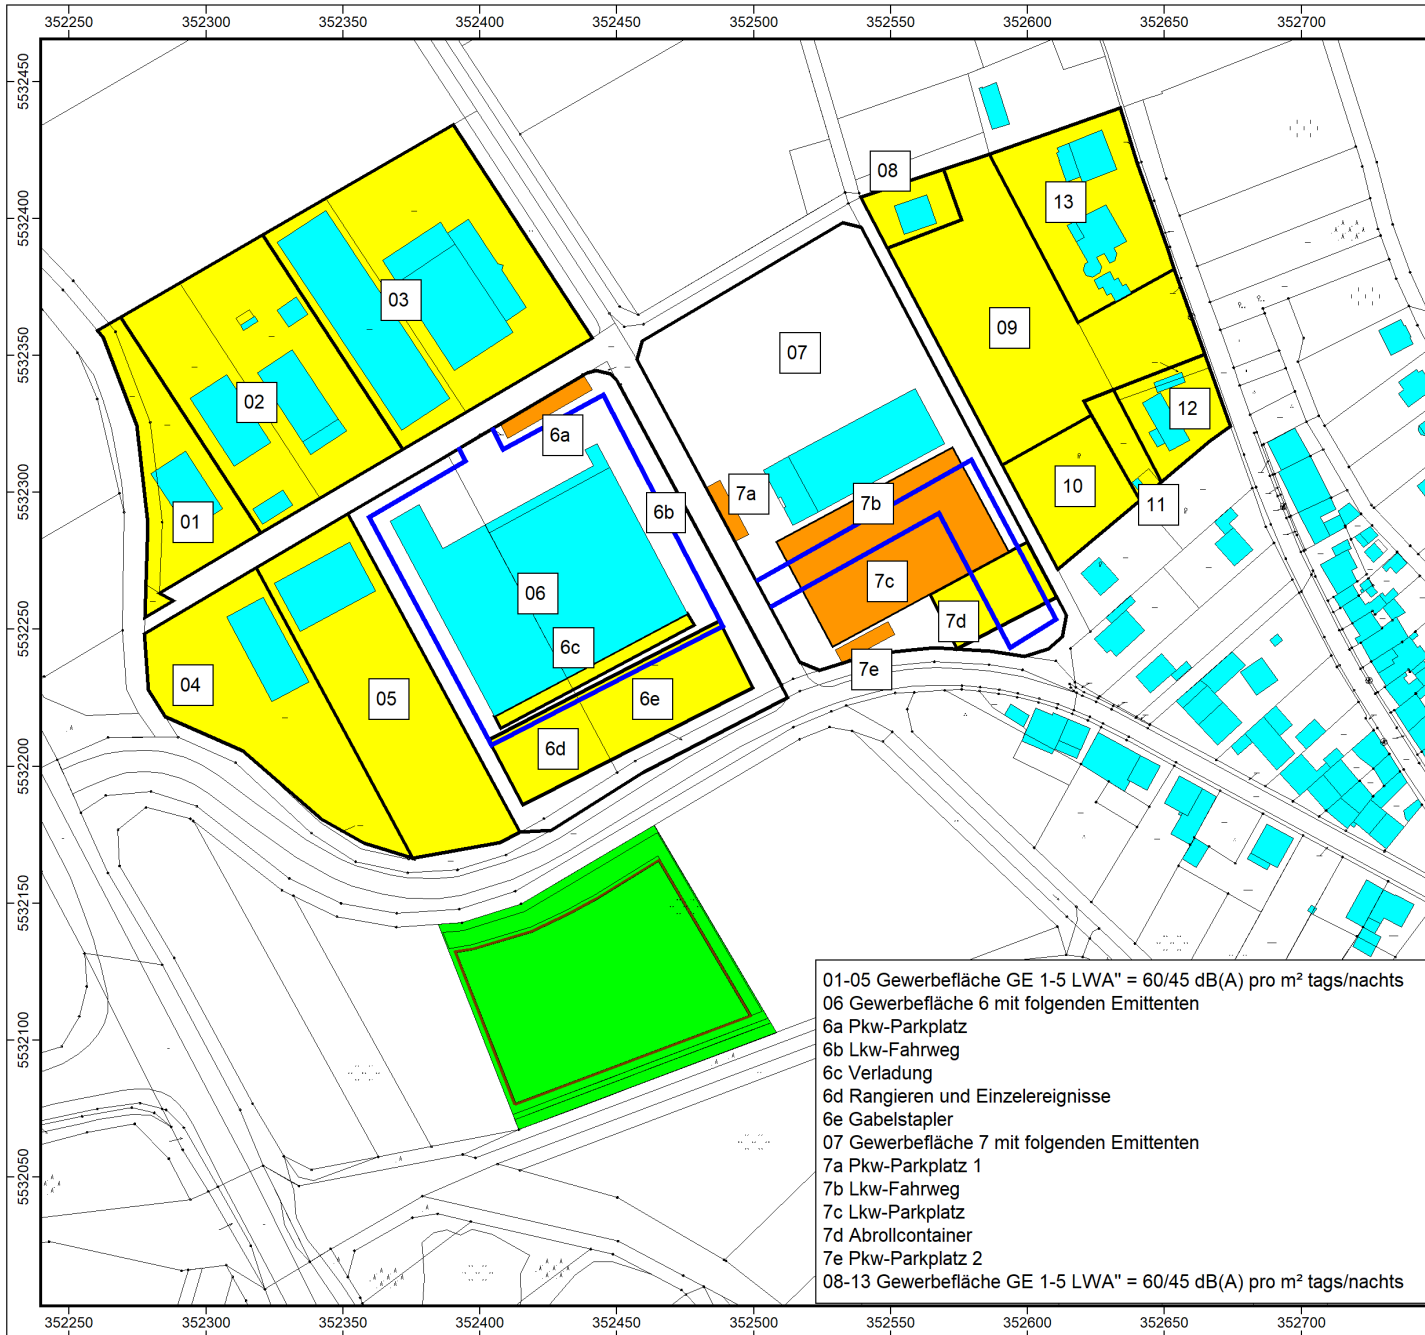 352250 352300 352350 352400 352450 352500 352550 352600 352650 352700
5532450
5532400
5532350
5532300
5532250
5532200
5532150
5532100
5532050
08
13
03
09
07
02
12
6a
10
7a
7b
11
6b
01
06
7c
7d
6c
7e
04
05
6e
6d
01-05 Gewerbefläche GE 1-5 LWA" = 60/45 dB(A) pro m² tags/nachts
06 Gewerbefläche 6 mit folgenden Emittenten
6a Pkw-Parkplatz
6b Lkw-Fahrweg
6c Verladung
6d Rangieren und Einzelereignisse
6e Gabelstapler
07 Gewerbefläche 7 mit folgenden Emittenten
7a Pkw-Parkplatz 1
7b Lkw-Fahrweg
7c Lkw-Parkplatz
7d Abrollcontainer
7e Pkw-Parkplatz 2
08-13 Gewerbefläche GE 1-5 LWA" = 60/45 dB(A) pro m² tags/nachts
352250 352300 352350 352400 352450 352500 352550 352600 352650 352700